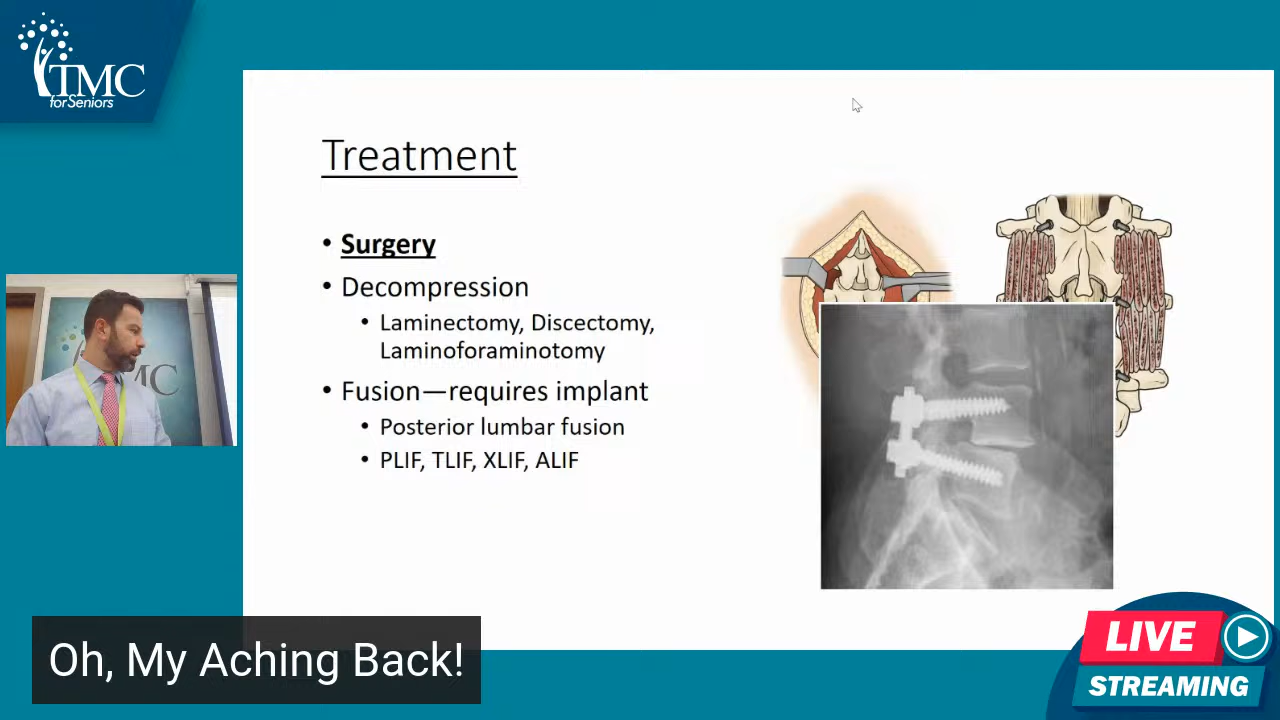 TMC
for Seniors
Treatment
• Surgery
• Decompression
• Laminectomy, Discectomy,
Laminoforaminotomy
• Fusion—requires implant
• Posterior lumbar fusion
• PLIF, TLIF, XLIF, ALIF
MC
Oh, My Aching Back!
LIVE
STREAMING